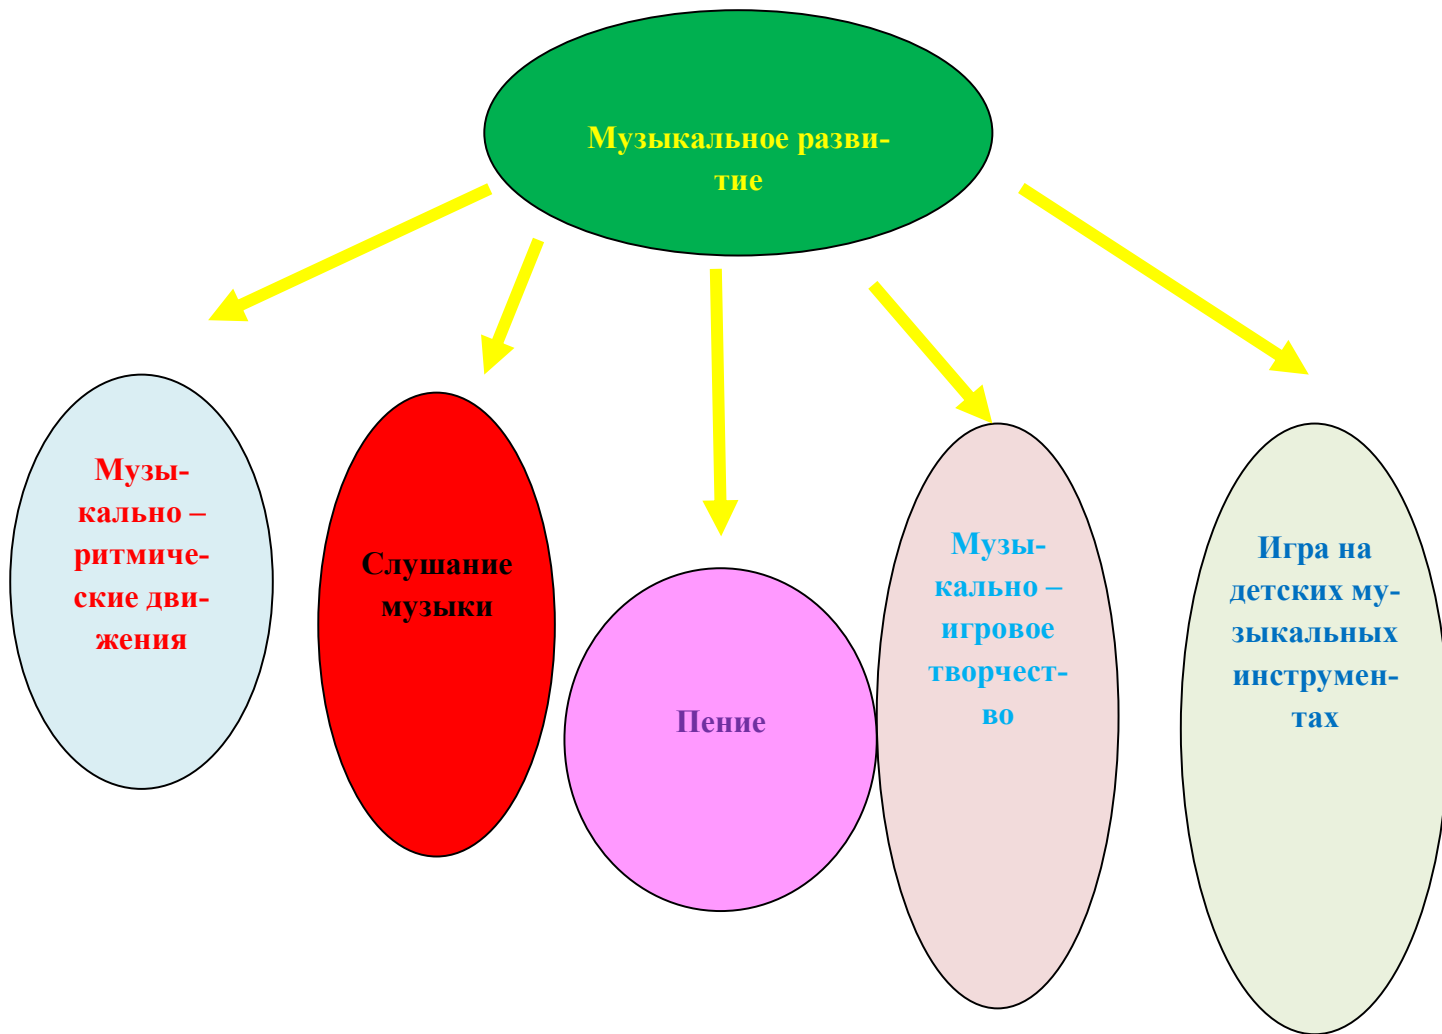 Музыкальное разви-
тие
Музы-
кально –
ритмиче-
ские дви-
жения
Слушание
музыки
Пение
Музы-
кально –
игровое
творчест-
во
Игра на
детских му-
зыкальных
инструмен-
тах